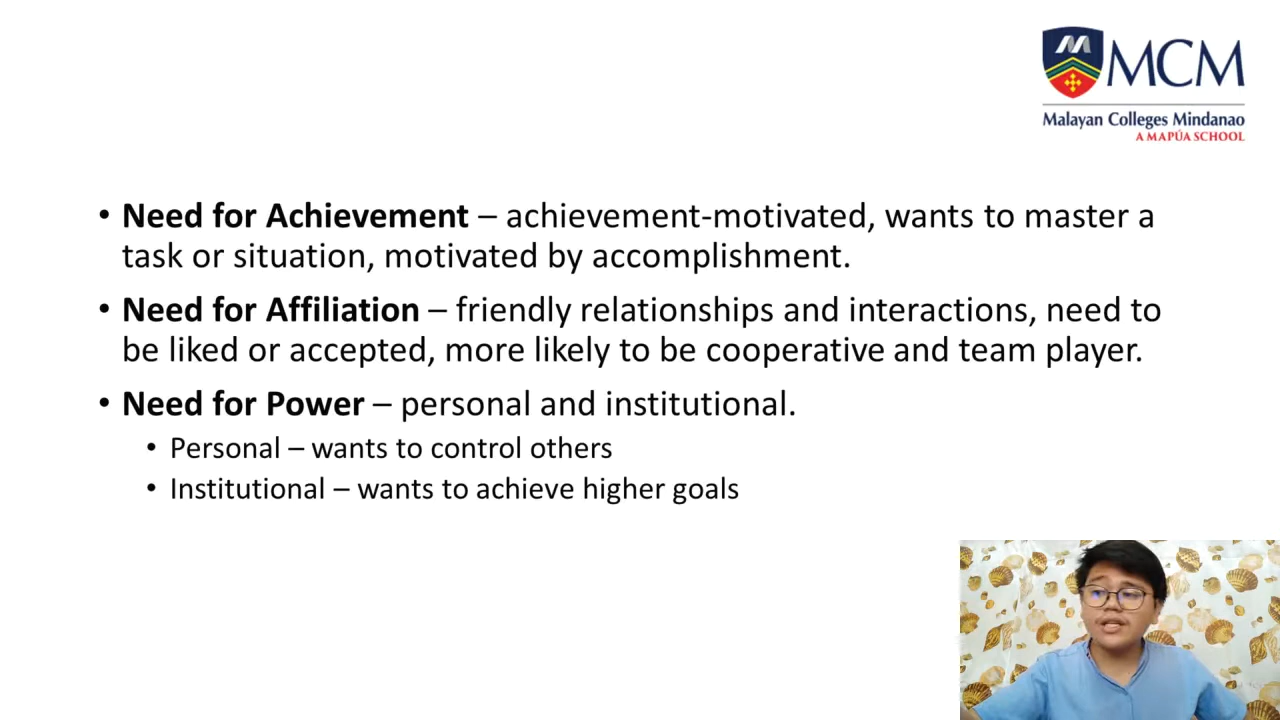 MCM
Malayan Colleges Mindanao
A MAPÚA SCHOOL
• Need for Achievement – achievement-motivated, wants to master a
task or situation, motivated by accomplishment.
• Need for Affiliation – friendly relationships and interactions, need to
be liked or accepted, more likely to be cooperative and team player.
• Need for Power – personal and institutional.
• Personal – wants to control others
• Institutional – wants to achieve higher goals